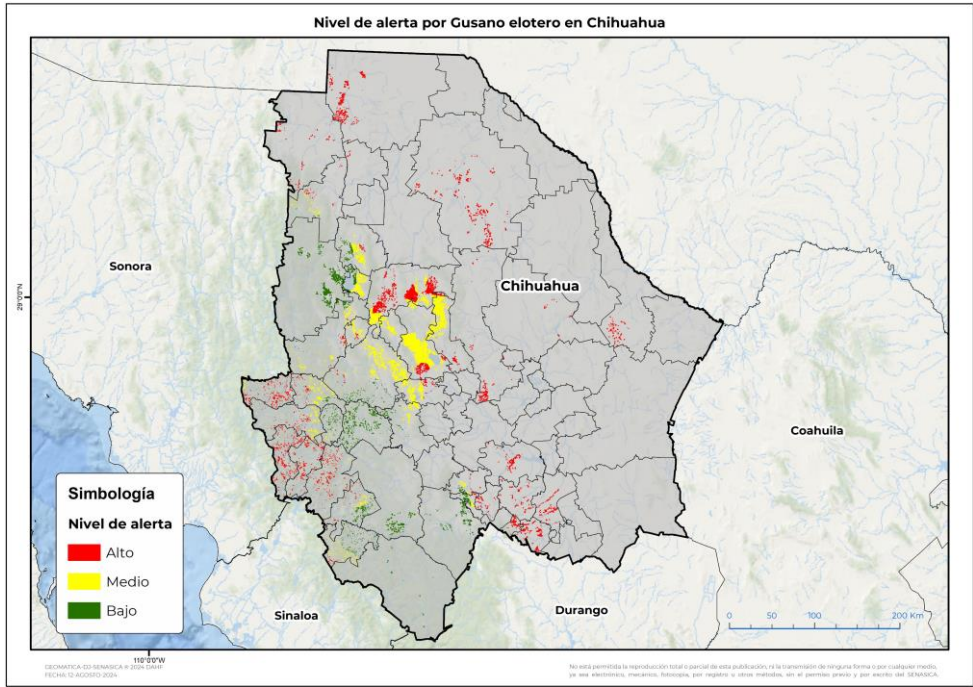 Nivel de alerta por Gusano elotero en Chihuahua
Sonora
Chihuahua
29°0'0"N
Coahuila
Simbología
Nivel de alerta
Alto
Medio
Bajo
Sinaloa
Durango
0 50 100 200 Km
110°0'0"W
GEOMATICA-DJ-SENASICA © 2024 DAHF
FECHA: 12-AGOSTO-2024
No está permitida la reproducción total o parcial de esta publicación, ni la transmisión de ninguna forma o por cualquier medio,
ya sea electrónico, mecánico, fotocopia, por registro u otros métodos, sin el permiso previo y por escrito del SENASICA.